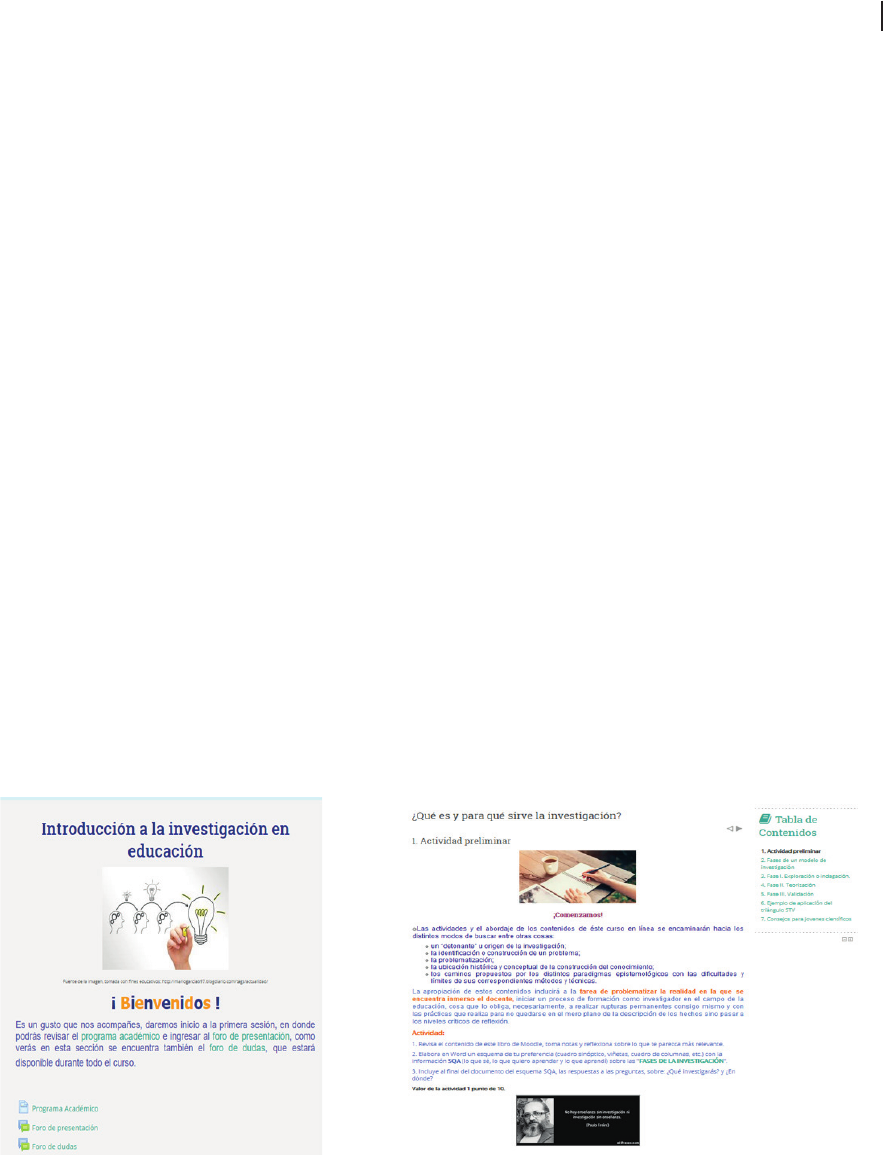 Introducción a la investigación en
educación
¡ Bienvenidos !
Es un gusto que nos acompañes, daremos inicio a la primera sesión, en donde
podrás revisar el programa académico e ingresar al foro de presentación, como
verás en esta sección se encuentra también el foro de dudas, que estará
disponible durante todo el curso.
Programa Académico
Foro de presentación
Foro de dudas
¿Qué es y para qué sirve la investigación?
1. Actividad preliminar
¡Comenzamos!
Las actividades y el abordaje de los contenidos de éste curso en línea se encaminarán hacia los
distintos modos de buscar entre otras cosas:
un "detonante" u origen de la investigación;
la identificación o construcción de un problema;
la problematización;
la ubicación histórica y conceptual de la construcción del conocimiento;
los caminos propuestos por los distintos paradigmas epistemológicos con las dificultades y
límites de sus correspondientes métodos y técnicas.
La apropiación de estos contenidos inducirá a la tarea de problematizar la realidad en la que se
encuentra inmerso el docente, iniciar un proceso de formación como investigador en el campo de la
educación, cosa que lo obliga, necesariamente, a realizar rupturas permanentes consigo mismo y con
las prácticas que realiza para no quedarse en el mero plano de la descripción de los hechos sino pasar a
los niveles críticos de reflexión.
Actividad:
1. Revisa el contenido de este libro de Moodle, toma notas y reflexiona sobre lo que te parezca más relevante.
2. Elabora en Word un esquema de tu preferencia (cuadro sinóptico, viñetas, cuadro de columnas, etc.) con la
información SQA (lo que sé, lo que quiero aprender y lo que aprendí) sobre las "FASES DE LA INVESTIGACIÓN".
3. Incluye al final del documento del esquema SQA, las respuestas a las preguntas, sobre: ¿Qué investigarás? y ¿En
dónde?
Valor de la actividad 1 punto de 10.
No hay enseñanza sin investigación ni
investigación sin enseñanza.
(Paulo Freire)
Tabla de
Contenidos
1. Actividad preliminar
2. Fases de un modelo de
investigación
3. Fase I. Exploración o indagación.
4. Fase II. Teorización
5. Fase III. Validación
6. Ejemplo de aplicación del
triángulo STV
7. Consejos para jóvenes científicos